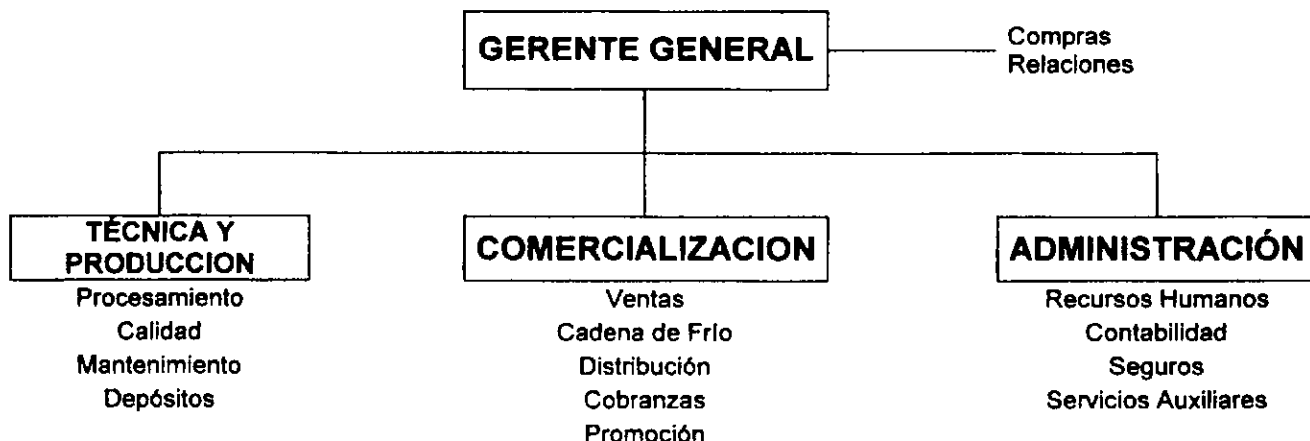 GERENTE GENERAL
Compras
Relaciones
TÉCNICA Y
PRODUCCION
Procesamiento
Calidad
Mantenimiento
Depósitos
COMERCIALIZACION
Ventas
Cadena de Frío
Distribución
Cobranzas
Promoción
ADMINISTRACIÓN
Recursos Humanos
Contabilidad
Seguros
Servicios Auxiliares